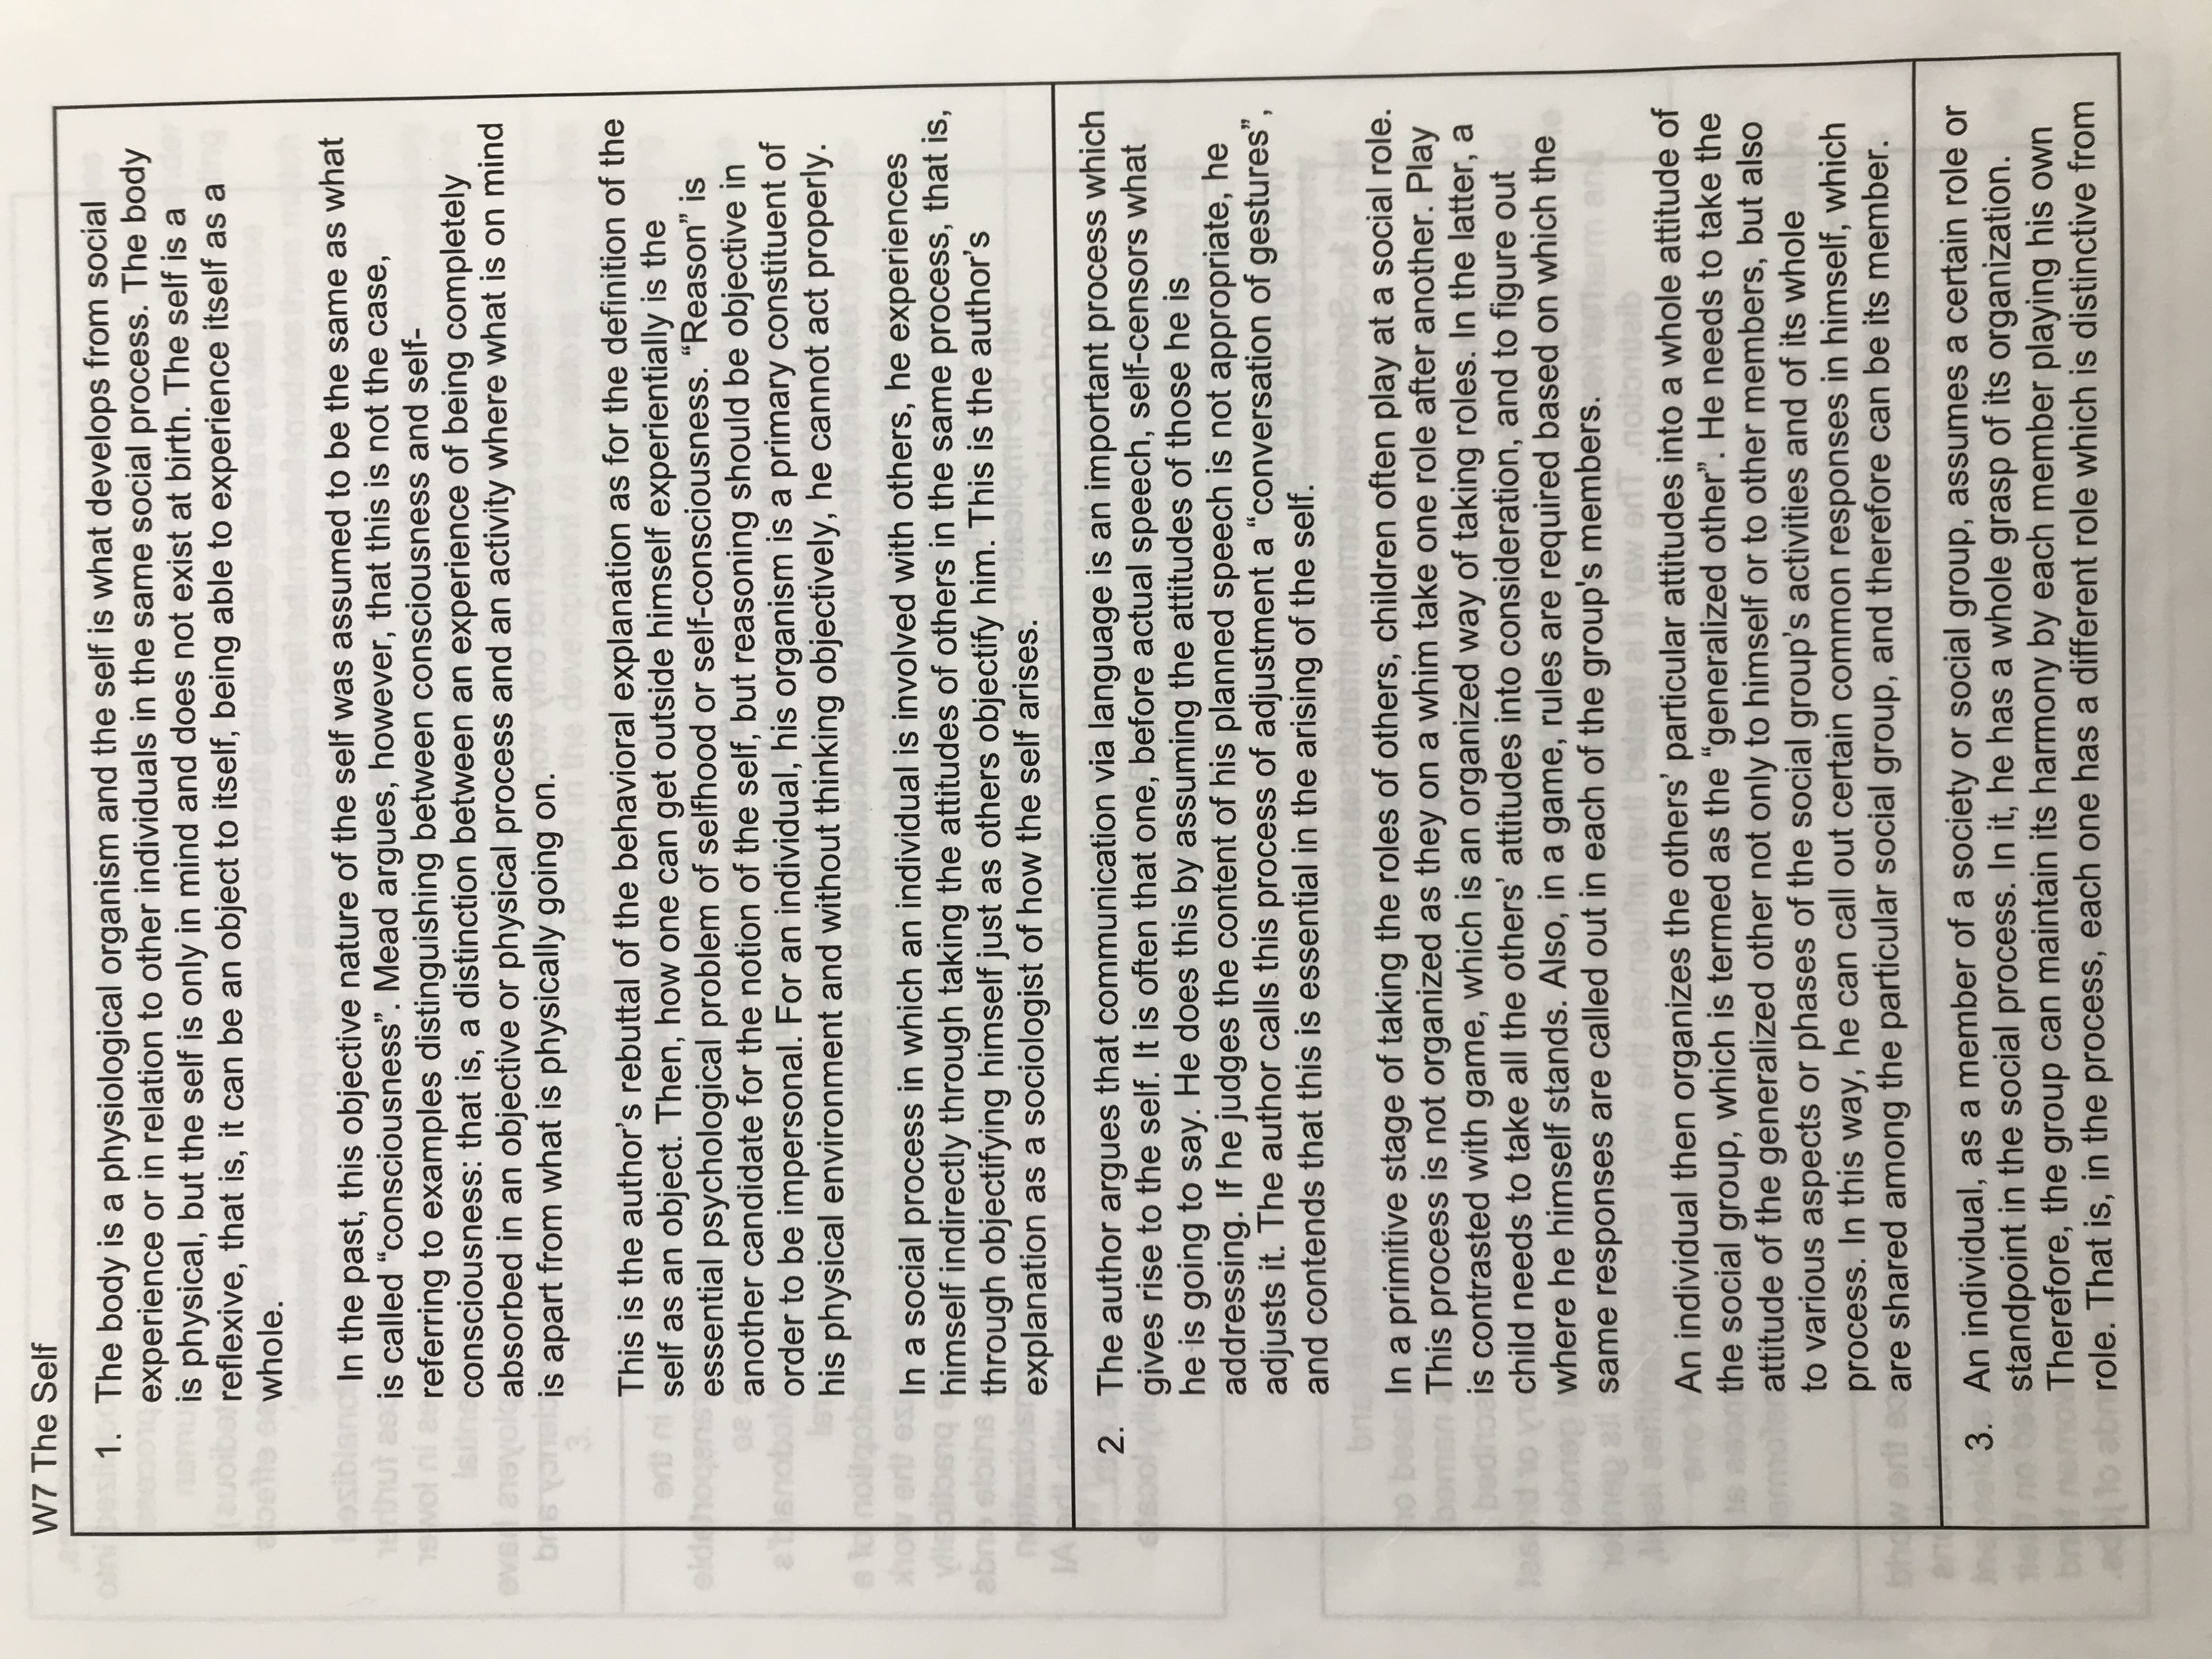 W7 The Self
1. The body is a physiological organism and the self is what develops from social
experience or in relation to other individuals in the same social process. The body
is physical, but the self is only in mind and does not exist at birth. The self is a
reflexive, that is, it can be an object to itself, being able to experience itself as a
whole.
In the past, this objective nature of the self was assumed to be the same as what
is called “consciousness”. Mead argues, however, that this is not the case,
referring to examples distinguishing between consciousness and self-
consciousness: that is, a distinction between an experience of being completely
absorbed in an objective or physical process and an activity where what is on mind
is apart from what is physically going on.
This is the author’s rebuttal of the behavioral explanation as for the definition of the
self as an object. Then, how one can get outside himself experientially is the
essential psychological problem of selfhood or self-consciousness. “Reason” is
another candidate for the notion of the self, but reasoning should be objective in
order to be impersonal. For an individual, his organism is a primary constituent of
his physical environment and without thinking objectively, he cannot act properly.
In a social process in which an individual is involved with others, he experiences
himself indirectly through taking the attitudes of others in the same process, that is,
through objectifying himself just as others objectify him. This is the author’s
explanation as a sociologist of how the self arises.
2. The author argues that communication via language is an important process which
gives rise to the self. It is often that one, before actual speech, self-censors what
he is going to say. He does this by assuming the attitudes of those he is
addressing. If he judges the content of his planned speech is not appropriate, he
adjusts it. The author calls this process of adjustment a “conversation of gestures”,
and contends that this is essential in the arising of the self.
In a primitive stage of taking the roles of others, children often play at a social role.
This process is not organized as they on a whim take one role after another. Play
is contrasted with game, which is an organized way of taking roles. In the latter, a
child needs to take all the others’ attitudes into consideration, and to figure out
where he himself stands. Also, in a game, rules are required based on which the
same responses are called out in each of the group's members.
An individual then organizes the others’ particular attitudes into a whole attitude of
the social group, which is termed as the “generalized other”. He needs to take the
attitude of the generalized other not only to himself or to other members, but also
to various aspects or phases of the social group’s activities and of its whole
process. In this way, he can call out certain common responses in himself, which
are shared among the particular social group, and therefore can be its member.
3. An individual, as a member of a society or social group, assumes a certain role or
standpoint in the social process. In it, he has a whole grasp of its organization.
Therefore, the group can maintain its harmony by each member playing his own
role. That is, in the process, each one has a different role which is distinctive from